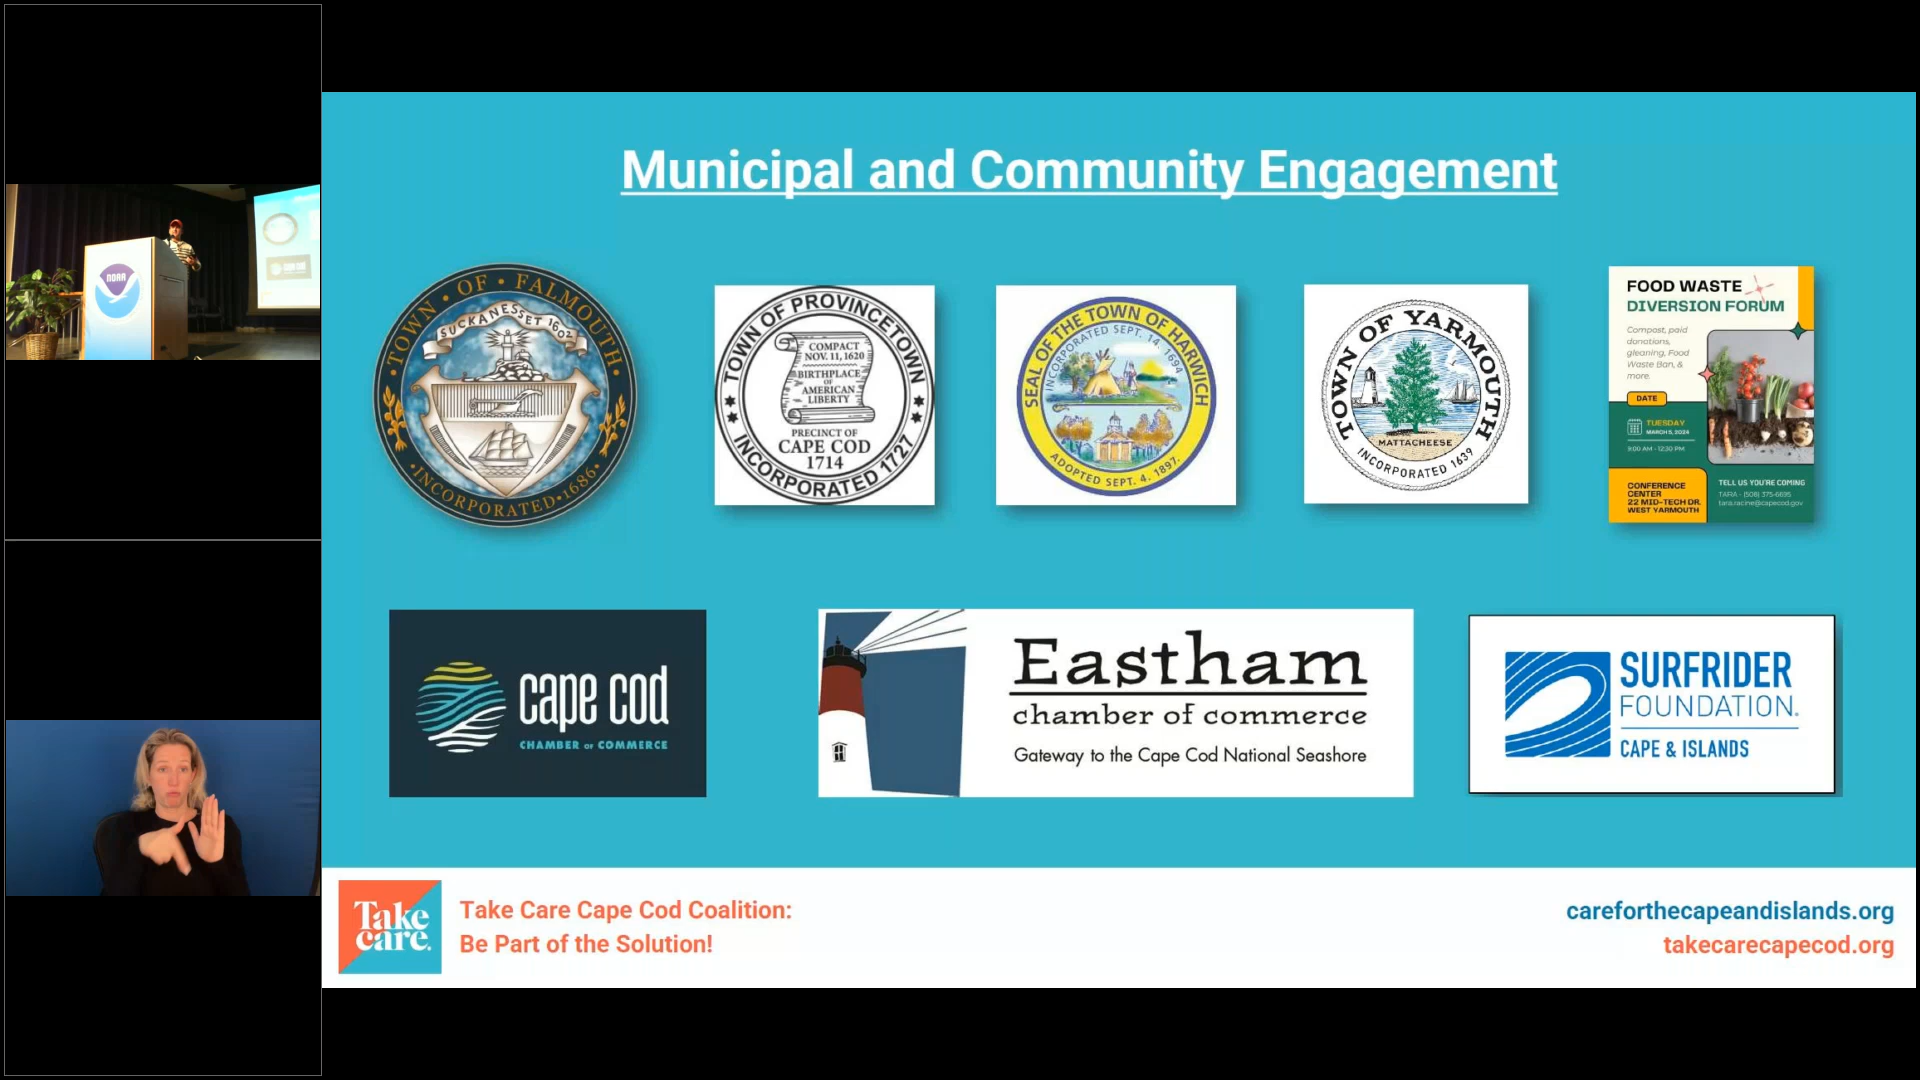 Municipal and Community Engagement
TOWN · OF · FALMOUTH
SUCKANESSET 1602
INCORPORATED · 1686
TOWN OF PROVINCETOWN
COMPACT
NOV. 11, 1620
BIRTHPLACE
OF
AMERICAN
LIBERTY
PRECINCT OF
CAPE COD
1714
INCORPORATED 1727
SEAL OF THE TOWN OF HARWICH
INCORPORATED SEPT. 14. 1694
ADOPTED SEPT. 4. 1897.
TOWN OF YARMOUTH
MATTACHEESE
INCORPORATED 1639
FOOD WASTE
DIVERSION FORUM
Compost, paid
donations,
gleaning, Food
Waste Ban, &
more.
DATE
TUESDAY
MARCH 5, 2024
9:00 AM - 12:30 PM
CONFERENCE
CENTER
22 MID-TECH DR.
WEST YARMOUTH
TELL US YOU'RE COMING
TARA - (508) 375-6695
tara.racine@capecod.gov
NOAA
cape cod
CHAMBER OF COMMERCE
Eastham
chamber of commerce
Gateway to the Cape Cod National Seashore
SURFRIDER
FOUNDATION.
CAPE & ISLANDS
Take
care.
Take Care Cape Cod Coalition:
Be Part of the Solution!
careforthecapeandislands.org
takecarecapecod.org